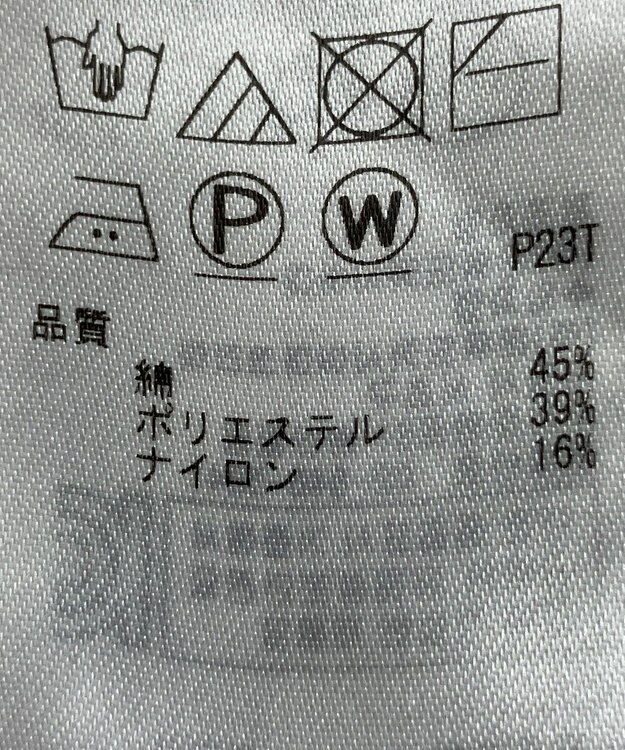 P W
P23T
品質
綿 45%
ポリエステル 39%
ナイロン 16%